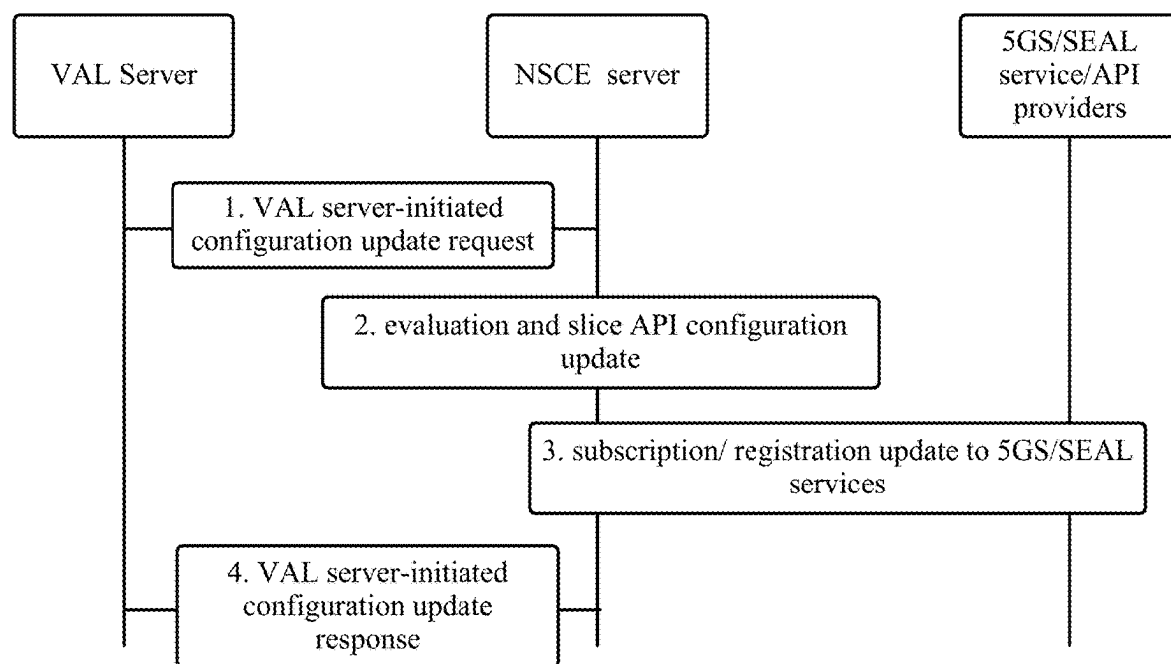 VAL Server
NSCE server
5GS/SEAL
service/API
providers
1. VAL server-initiated
configuration update request
2. evaluation and slice API configuration
update
3. subscription/ registration update to 5GS/SEAL
services
4. VAL server-initiated
configuration update
response